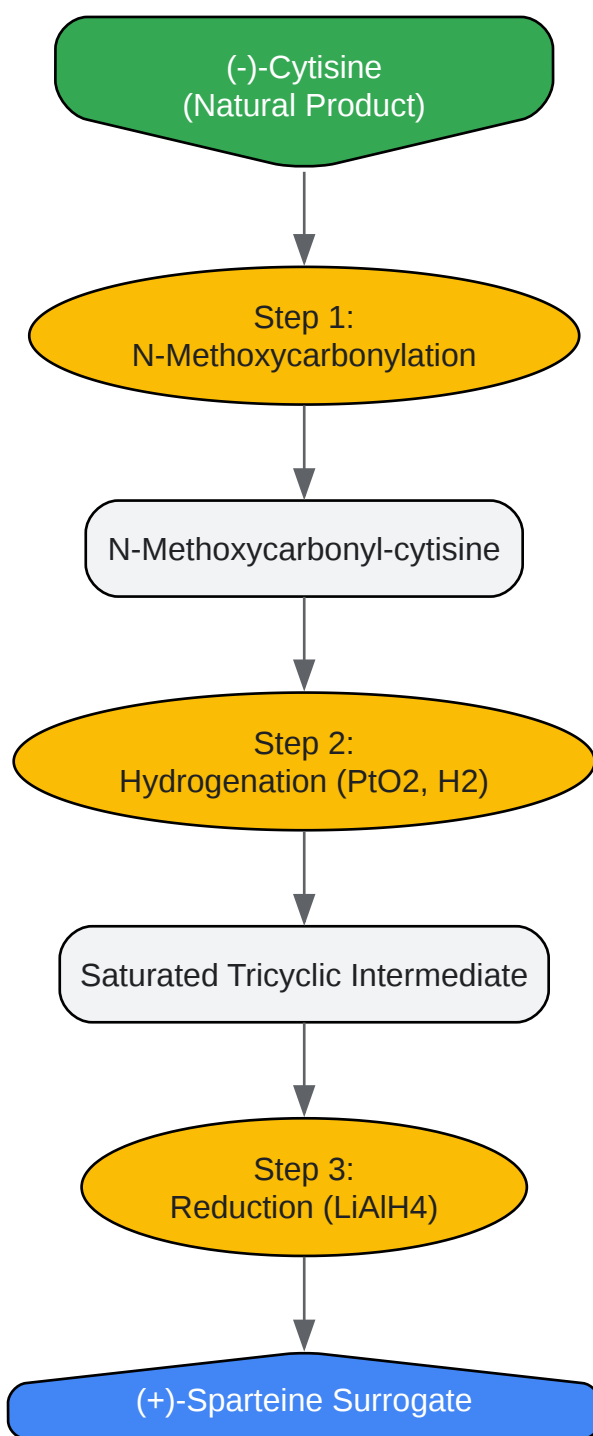 (-)-Cytisine
(Natural Product)
Step 1:
N-Methoxycarbonylation
N-Methoxycarbonyl-cytisine
Step 2:
Hydrogenation (PtO2, H2)
Saturated Tricyclic Intermediate
Step 3:
Reduction (LiAlH4)
(+)-Sparteine Surrogate